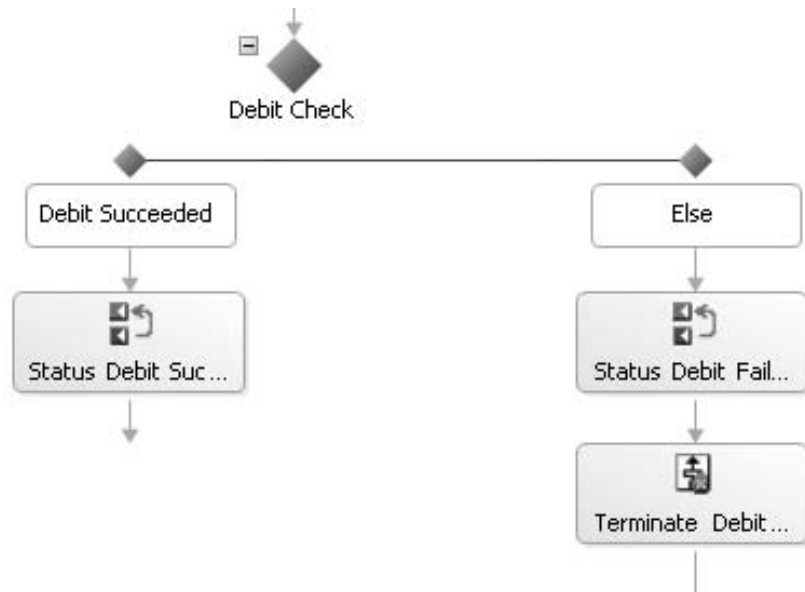 Debit Check
Debit Succeeded
Else
Status Debit Suc...
Status Debit Fail...
Terminate Debit...